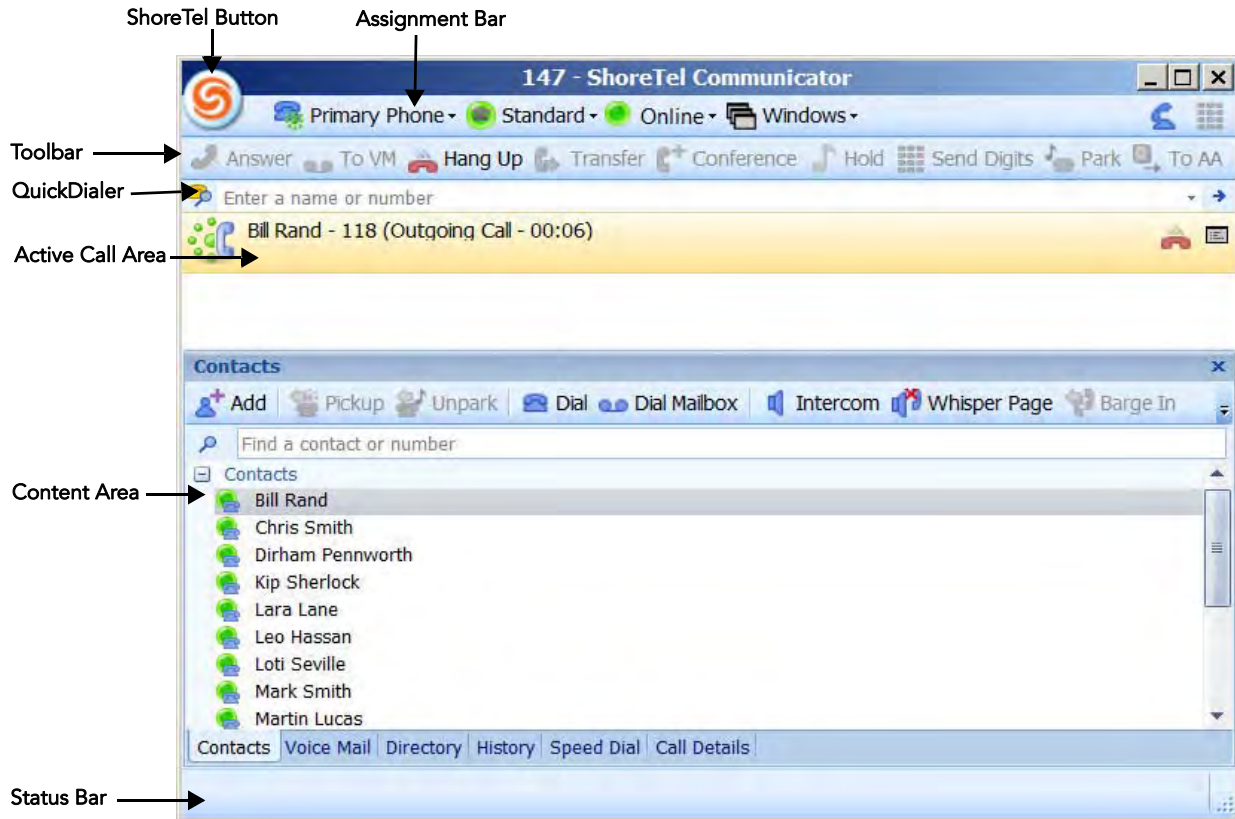 ShoreTel Button
Assignment Bar
147 - ShoreTel Communicator
Primary Phone Standard Online Windows
Toolbar
Answer To VM Hang Up Transfer Conference Hold Send Digits Park To AA
QuickDialer
Enter a name or number
Bill Rand - 118 (Outgoing Call - 00:06)
Active Call Area
Contacts
Add Pickup Unpark Dial Dial Mailbox Intercom Whisper Page Barge In
Find a contact or number
Contacts
Content Area
Bill Rand
Chris Smith
Dirham Pennworth
Kip Sherlock
Lara Lane
Leo Hassan
Loti Seville
Mark Smith
Martin Lucas
Contacts Voice Mail Directory History Speed Dial Call Details
Status Bar